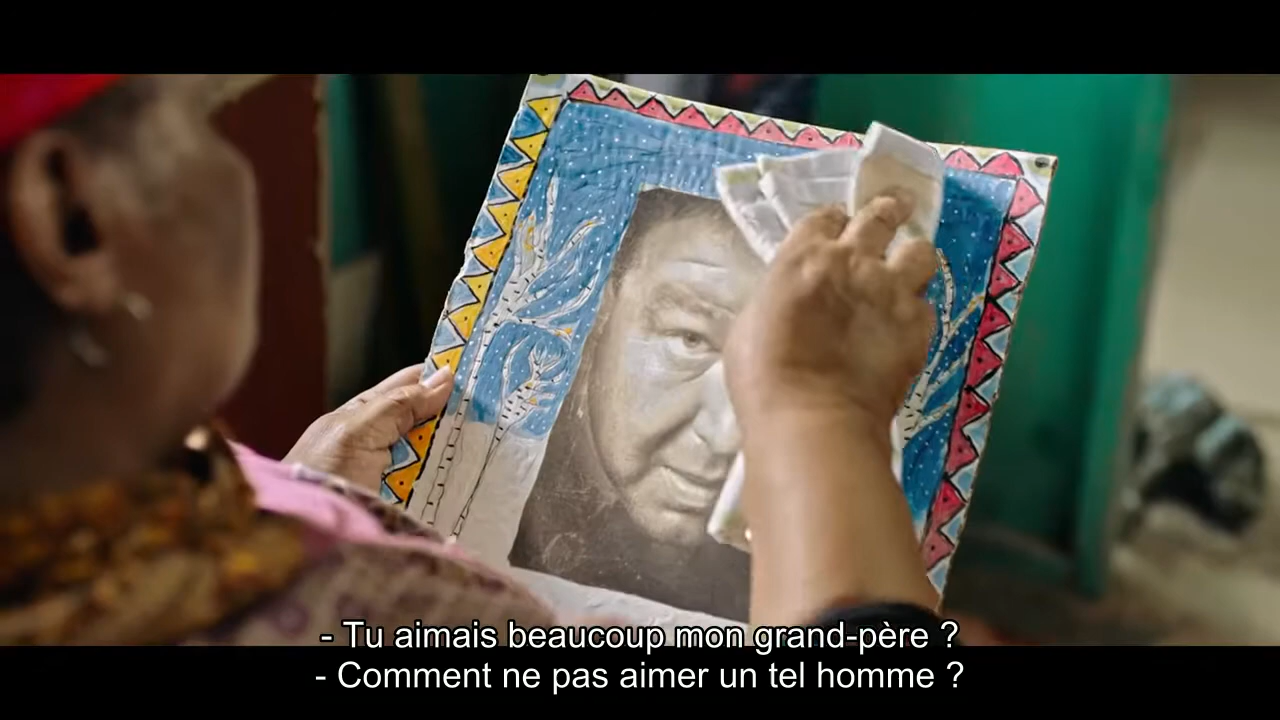 - Tu aimais beaucoup mon grand-père ?
- Comment ne pas aimer un tel homme ?